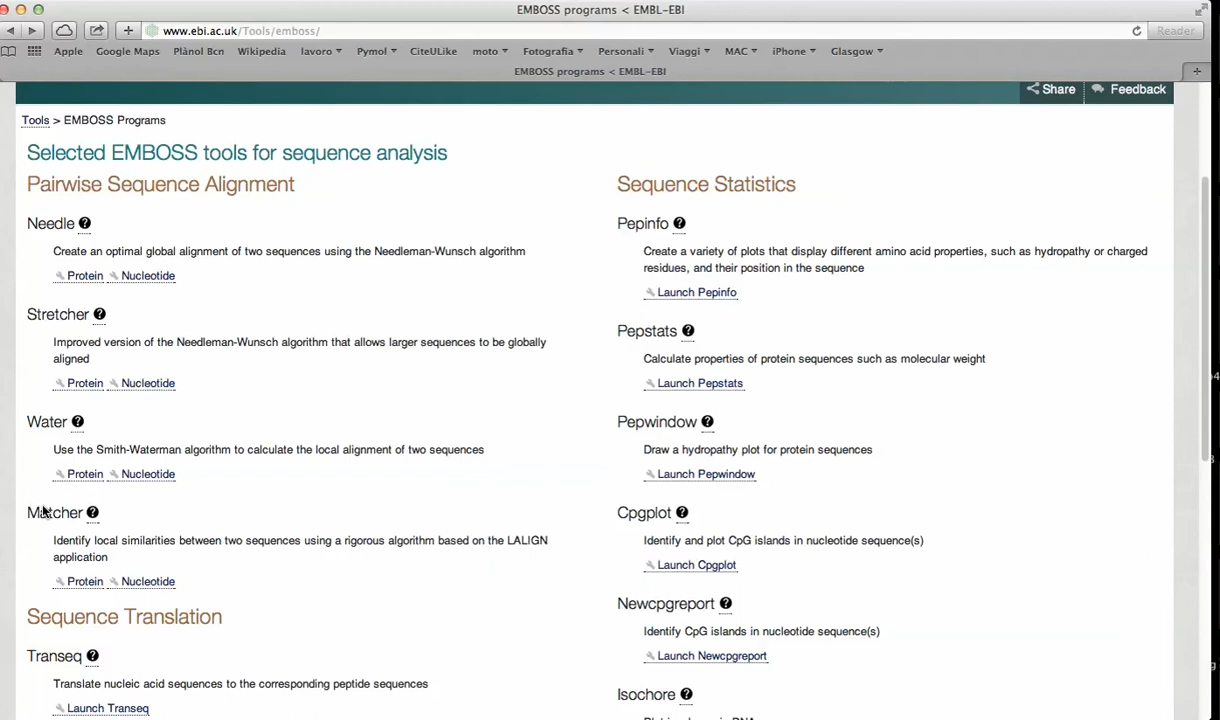 EMBOSS programs < EMBL-EBI
www.ebi.ac.uk/Tools/emboss/
Reader
Apple Google Maps Plànol Bcn Wikipedia lavoro Pymol CiteULike moto Fotografia Personali Viaggi MAC iPhone Glasgow
EMBOSS programs < EMBL-EBI
Share Feedback
Tools > EMBOSS Programs
Selected EMBOSS tools for sequence analysis
Pairwise Sequence Alignment
Needle
Create an optimal global alignment of two sequences using the Needleman-Wunsch algorithm
Protein Nucleotide
Stretcher
Improved version of the Needleman-Wunsch algorithm that allows larger sequences to be globally
aligned
Protein Nucleotide
Water
Use the Smith-Waterman algorithm to calculate the local alignment of two sequences
Protein Nucleotide
Matcher
Identify local similarities between two sequences using a rigorous algorithm based on the LALIGN
application
Protein Nucleotide
Sequence Translation
Transeq
Translate nucleic acid sequences to the corresponding peptide sequences
Launch Transeq
Sequence Statistics
Pepinfo
Create a variety of plots that display different amino acid properties, such as hydropathy or charged
residues, and their position in the sequence
Launch Pepinfo
Pepstats
Calculate properties of protein sequences such as molecular weight
Launch Pepstats
Pepwindow
Draw a hydropathy plot for protein sequences
Launch Pepwindow
Cpgplot
Identify and plot CpG islands in nucleotide sequence(s)
Launch Cpgplot
Newcpgreport
Identify CpG islands in nucleotide sequence(s)
Launch Newcpgreport
Isochore